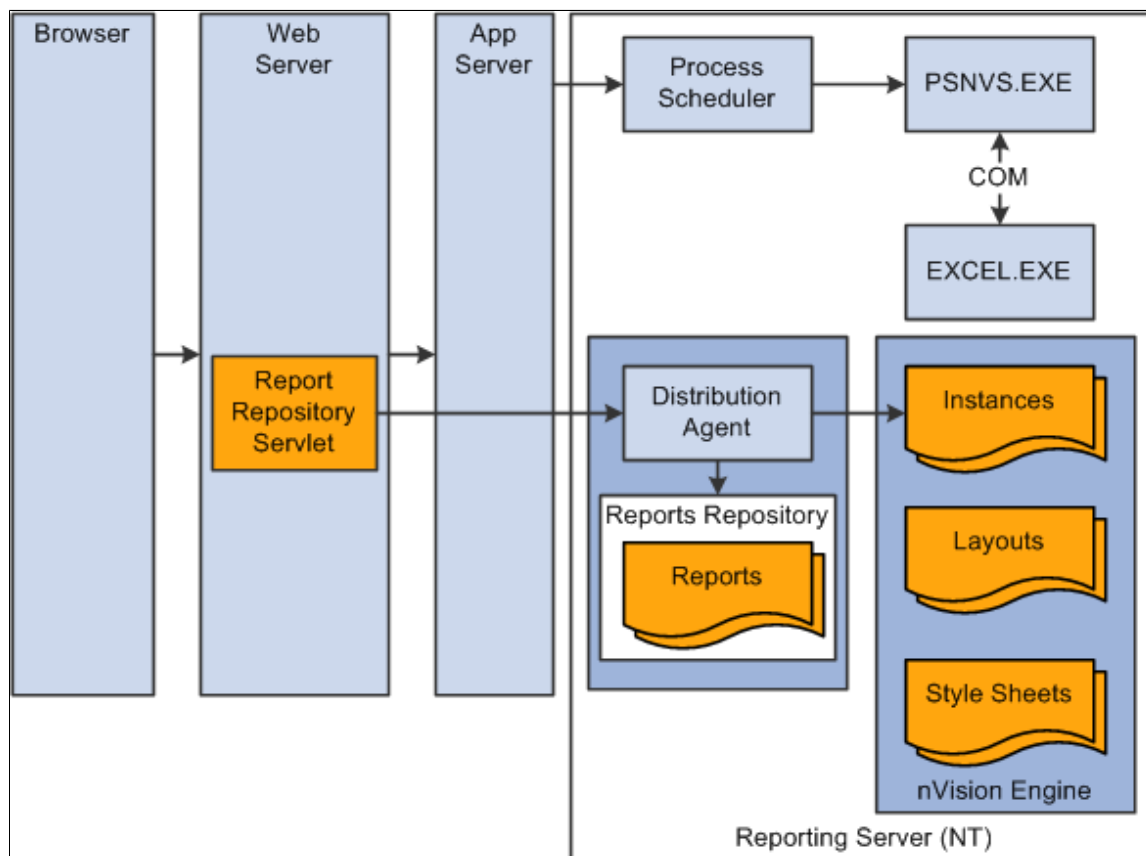 Browser
Web
Server
App
Server
Process
Scheduler
PSNVS.EXE
COM
EXCEL.EXE
Report
Repository
Servlet
Distribution
Agent
Instances
Reports Repository
Reports
Layouts
Style Sheets
nVision Engine
Reporting Server (NT)